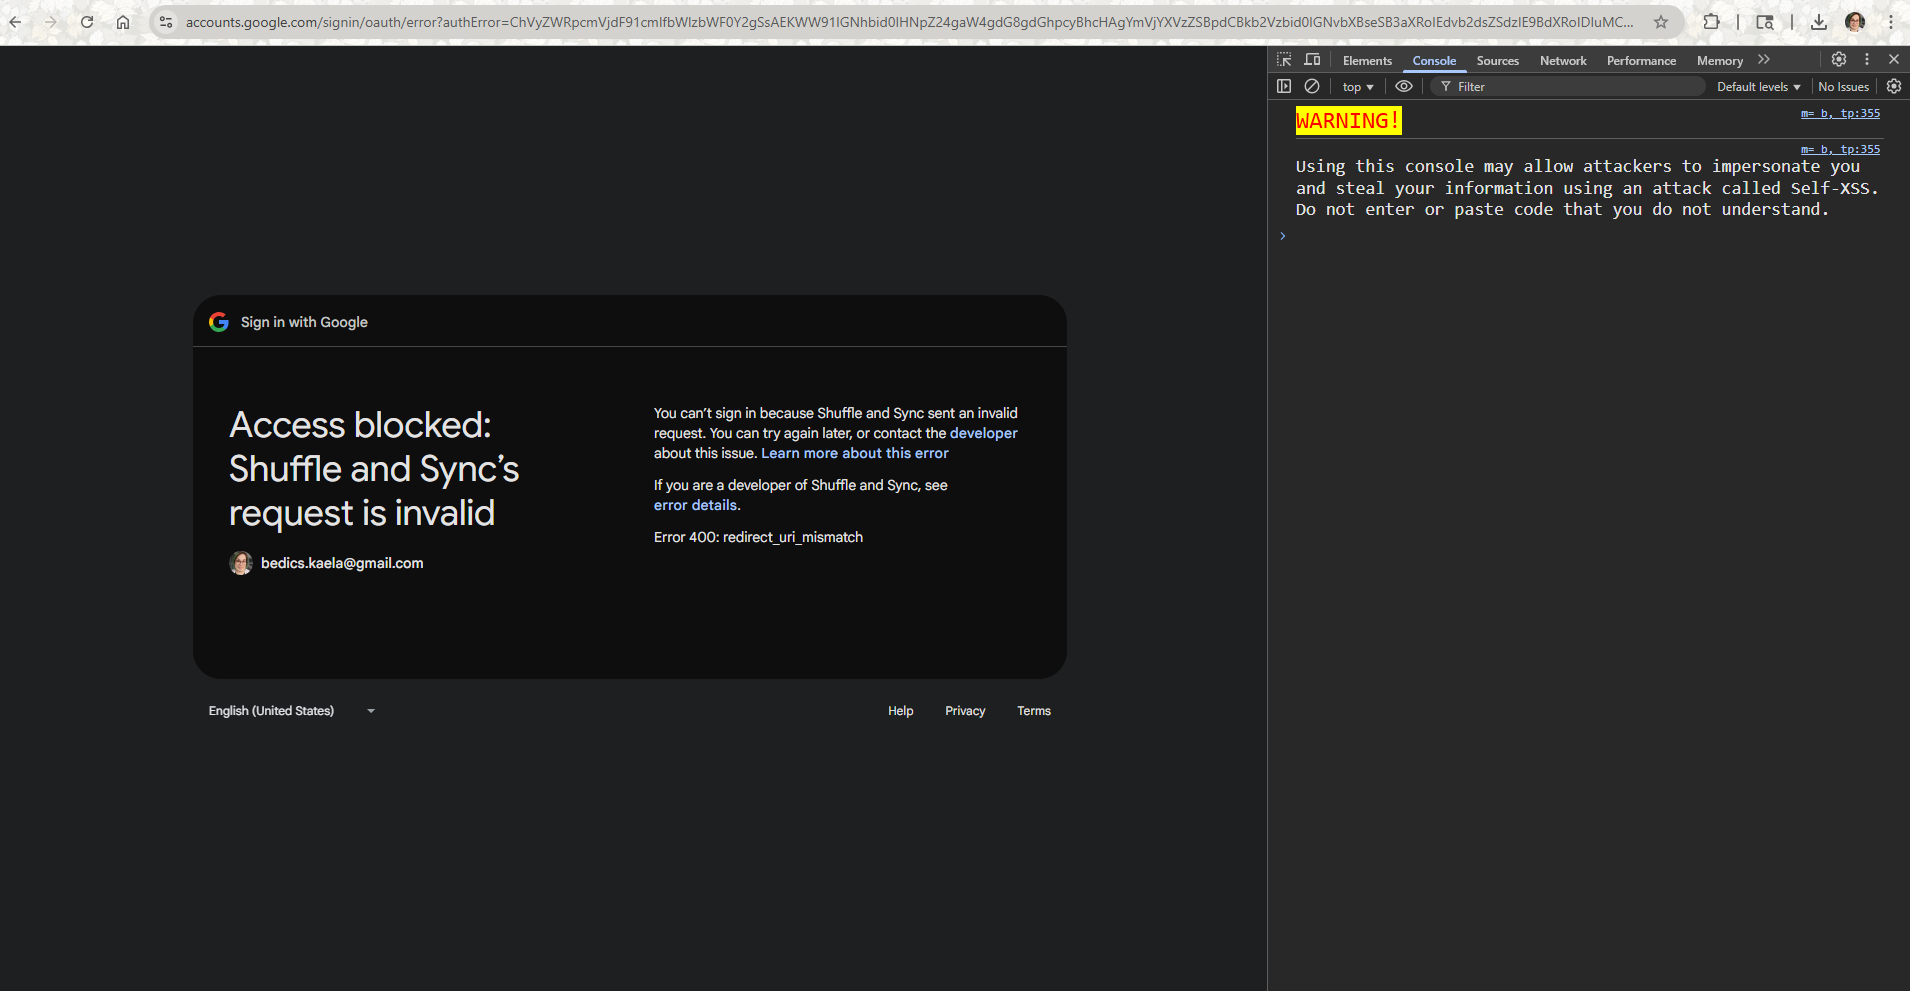 accounts.google.com/signin/oauth/error?authError=ChVyZWRpcmVjdF91cmlfbWlzbWF0Y2gSsAEKWW91IGNhbid0IHNpZ24gaW4gdG8gdGhpcyBhcHAgYmVjYXVzZSBpdCBkb2Vzbid0IGNvbXBseSB3aXRoIEdvb2dsZSdzIE9BdXRoIDIuMC...
Elements Console Sources Network Performance Memory
top Filter Default levels No Issues
WARNING! m=_b,_tp:355
m=_b,_tp:355
Using this console may allow attackers to impersonate you
and steal your information using an attack called Self-XSS.
Do not enter or paste code that you do not understand.
Sign in with Google
Access blocked:
Shuffle and Sync’s
request is invalid
bedics.kaela@gmail.com
You can’t sign in because Shuffle and Sync sent an invalid
request. You can try again later, or contact the developer
about this issue. Learn more about this error
If you are a developer of Shuffle and Sync, see
error details.
Error 400: redirect_uri_mismatch
English (United States)
Help Privacy Terms